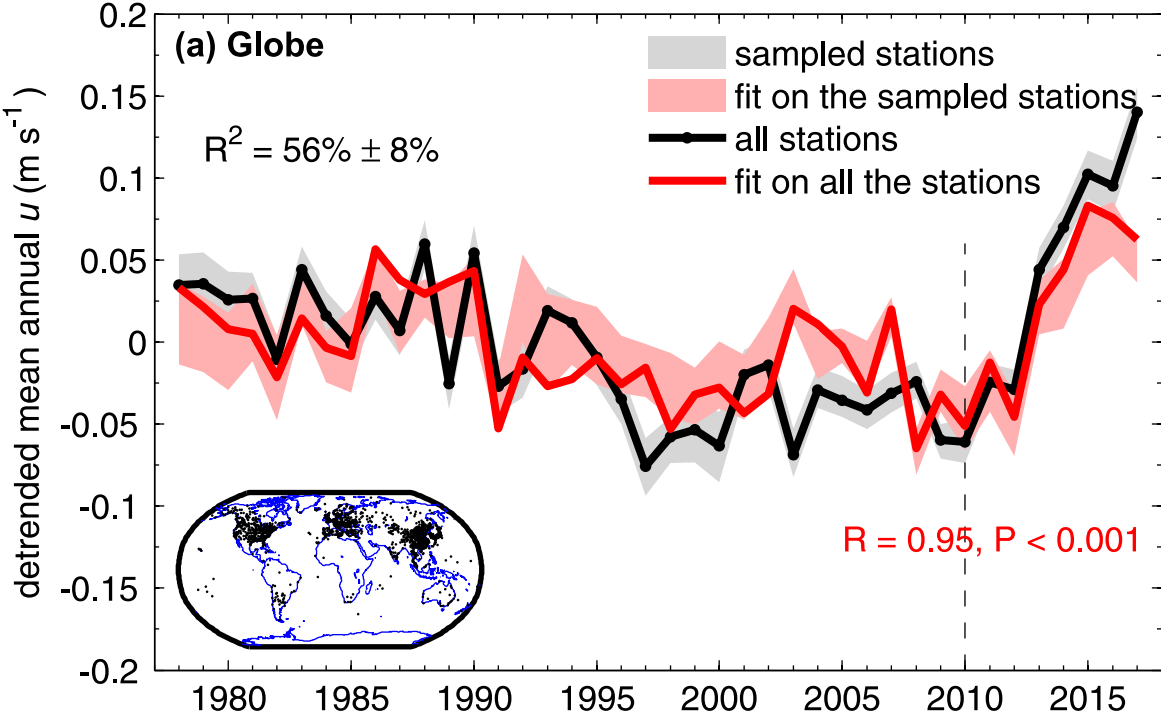 (a) Globe
sampled stations
fit on the sampled stations
all stations
fit on all the stations
R² = 56% ± 8%
R = 0.95, P < 0.001
detrended mean annual u (m s⁻¹)
0.2
0.15
0.1
0.05
0
-0.05
-0.1
-0.15
-0.2
1980 1985 1990 1995 2000 2005 2010 2015